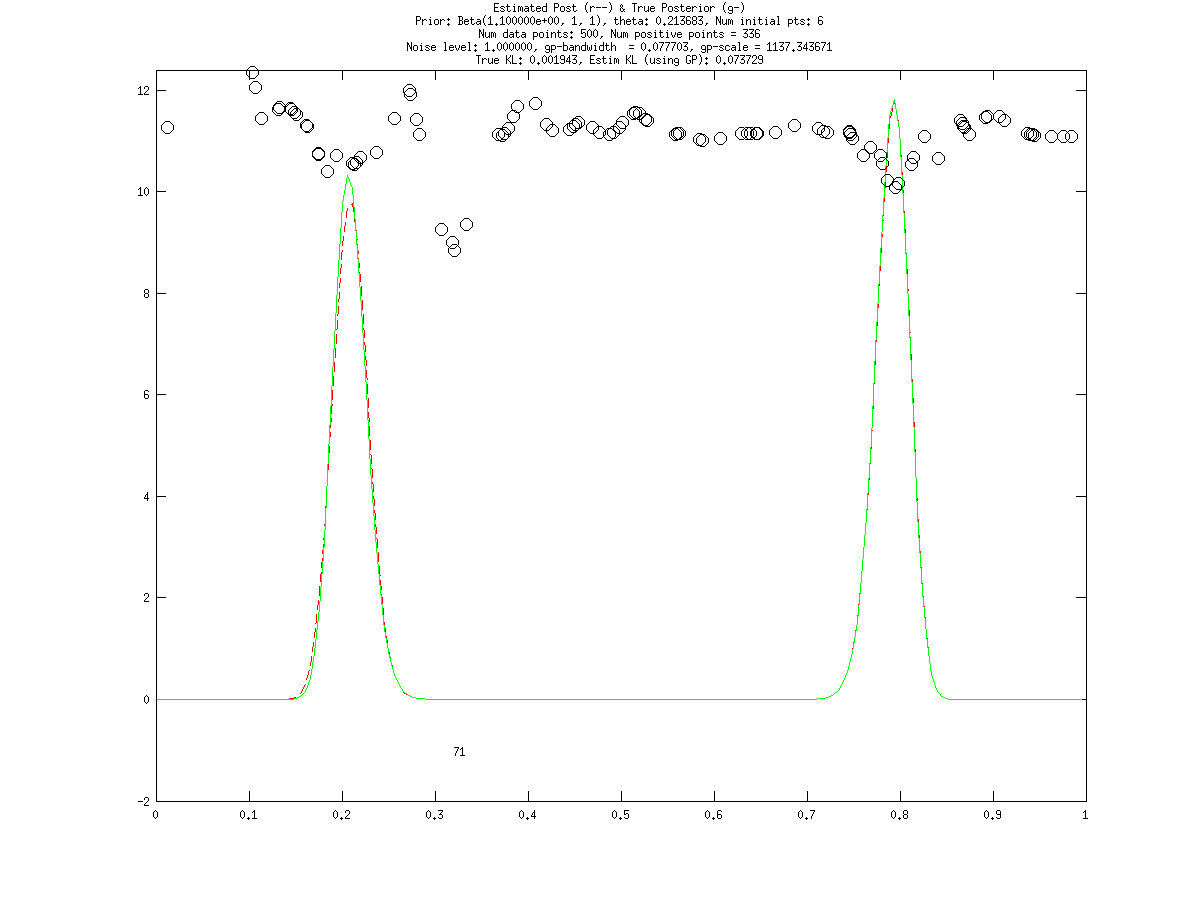 Estimated Post (r--) & True Posterior (g-)
Prior: Beta(1.100000e+00, 1, 1), theta: 0.213683, Num initial pts: 6
Num data points: 500, Num positive points = 336
Noise level: 1.000000, gp-bandwidth  = 0.077703, gp-scale = 1137.343671
True KL: 0.001943, Estim KL (using GP): 0.073729
12
10
8
6
4
2
0
71
-2
0 0.1 0.2 0.3 0.4 0.5 0.6 0.7 0.8 0.9 1